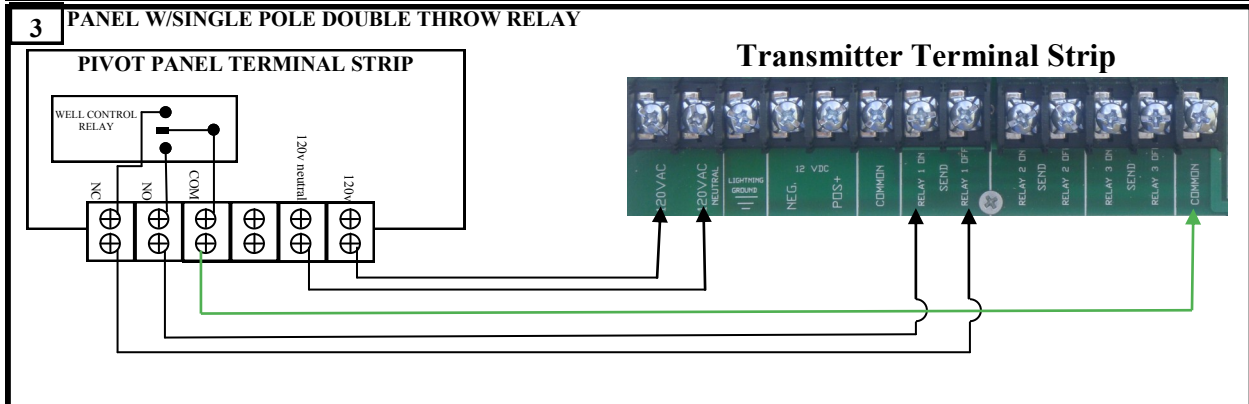 3 PANEL W/SINGLE POLE DOUBLE THROW RELAY
PIVOT PANEL TERMINAL STRIP
WELL CONTROL
RELAY
NC
NO
COM
120v neutral
120v
Transmitter Terminal Strip
120VAC
120VAC
NEUTRAL
LIGHTNING
GROUND
12 VDC
NEG.
POS+
COMMON
RELAY 1 ON
SEND
RELAY 1 OFF
RELAY 2 ON
SEND
RELAY 2 OFF
RELAY 3 ON
SEND
RELAY 3 OFF
COMMON